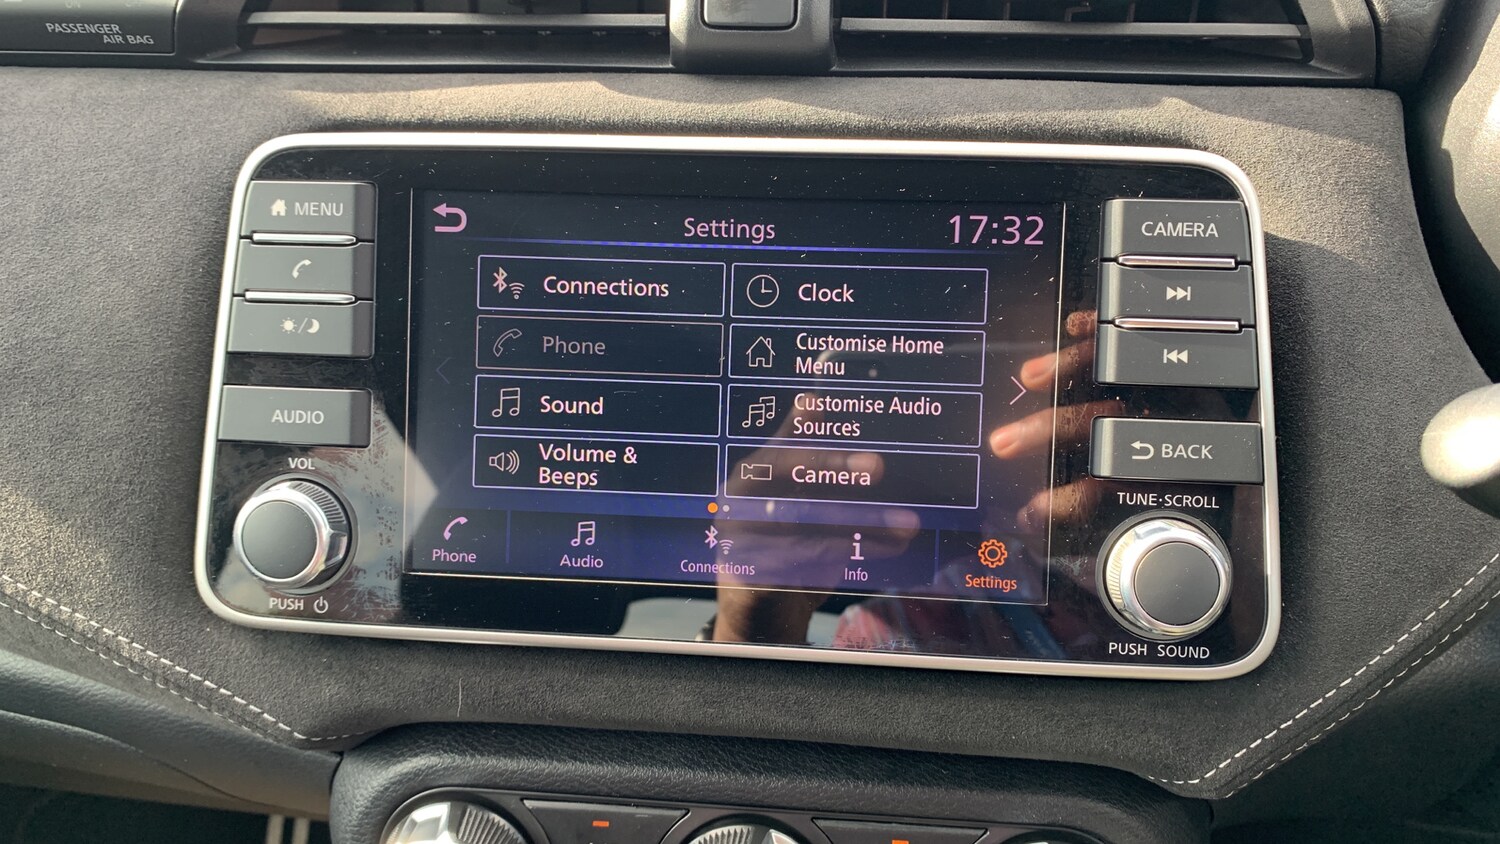 PASSENGER
AIR BAG
MENU
AUDIO
VOL
PUSH
Settings
17:32
Connections
Clock
Phone
Customise Home
Menu
Sound
Customise Audio
Sources
Volume &
Beeps
Camera
Phone
Audio
Connections
Info
Settings
CAMERA
BACK
TUNE·SCROLL
PUSH SOUND